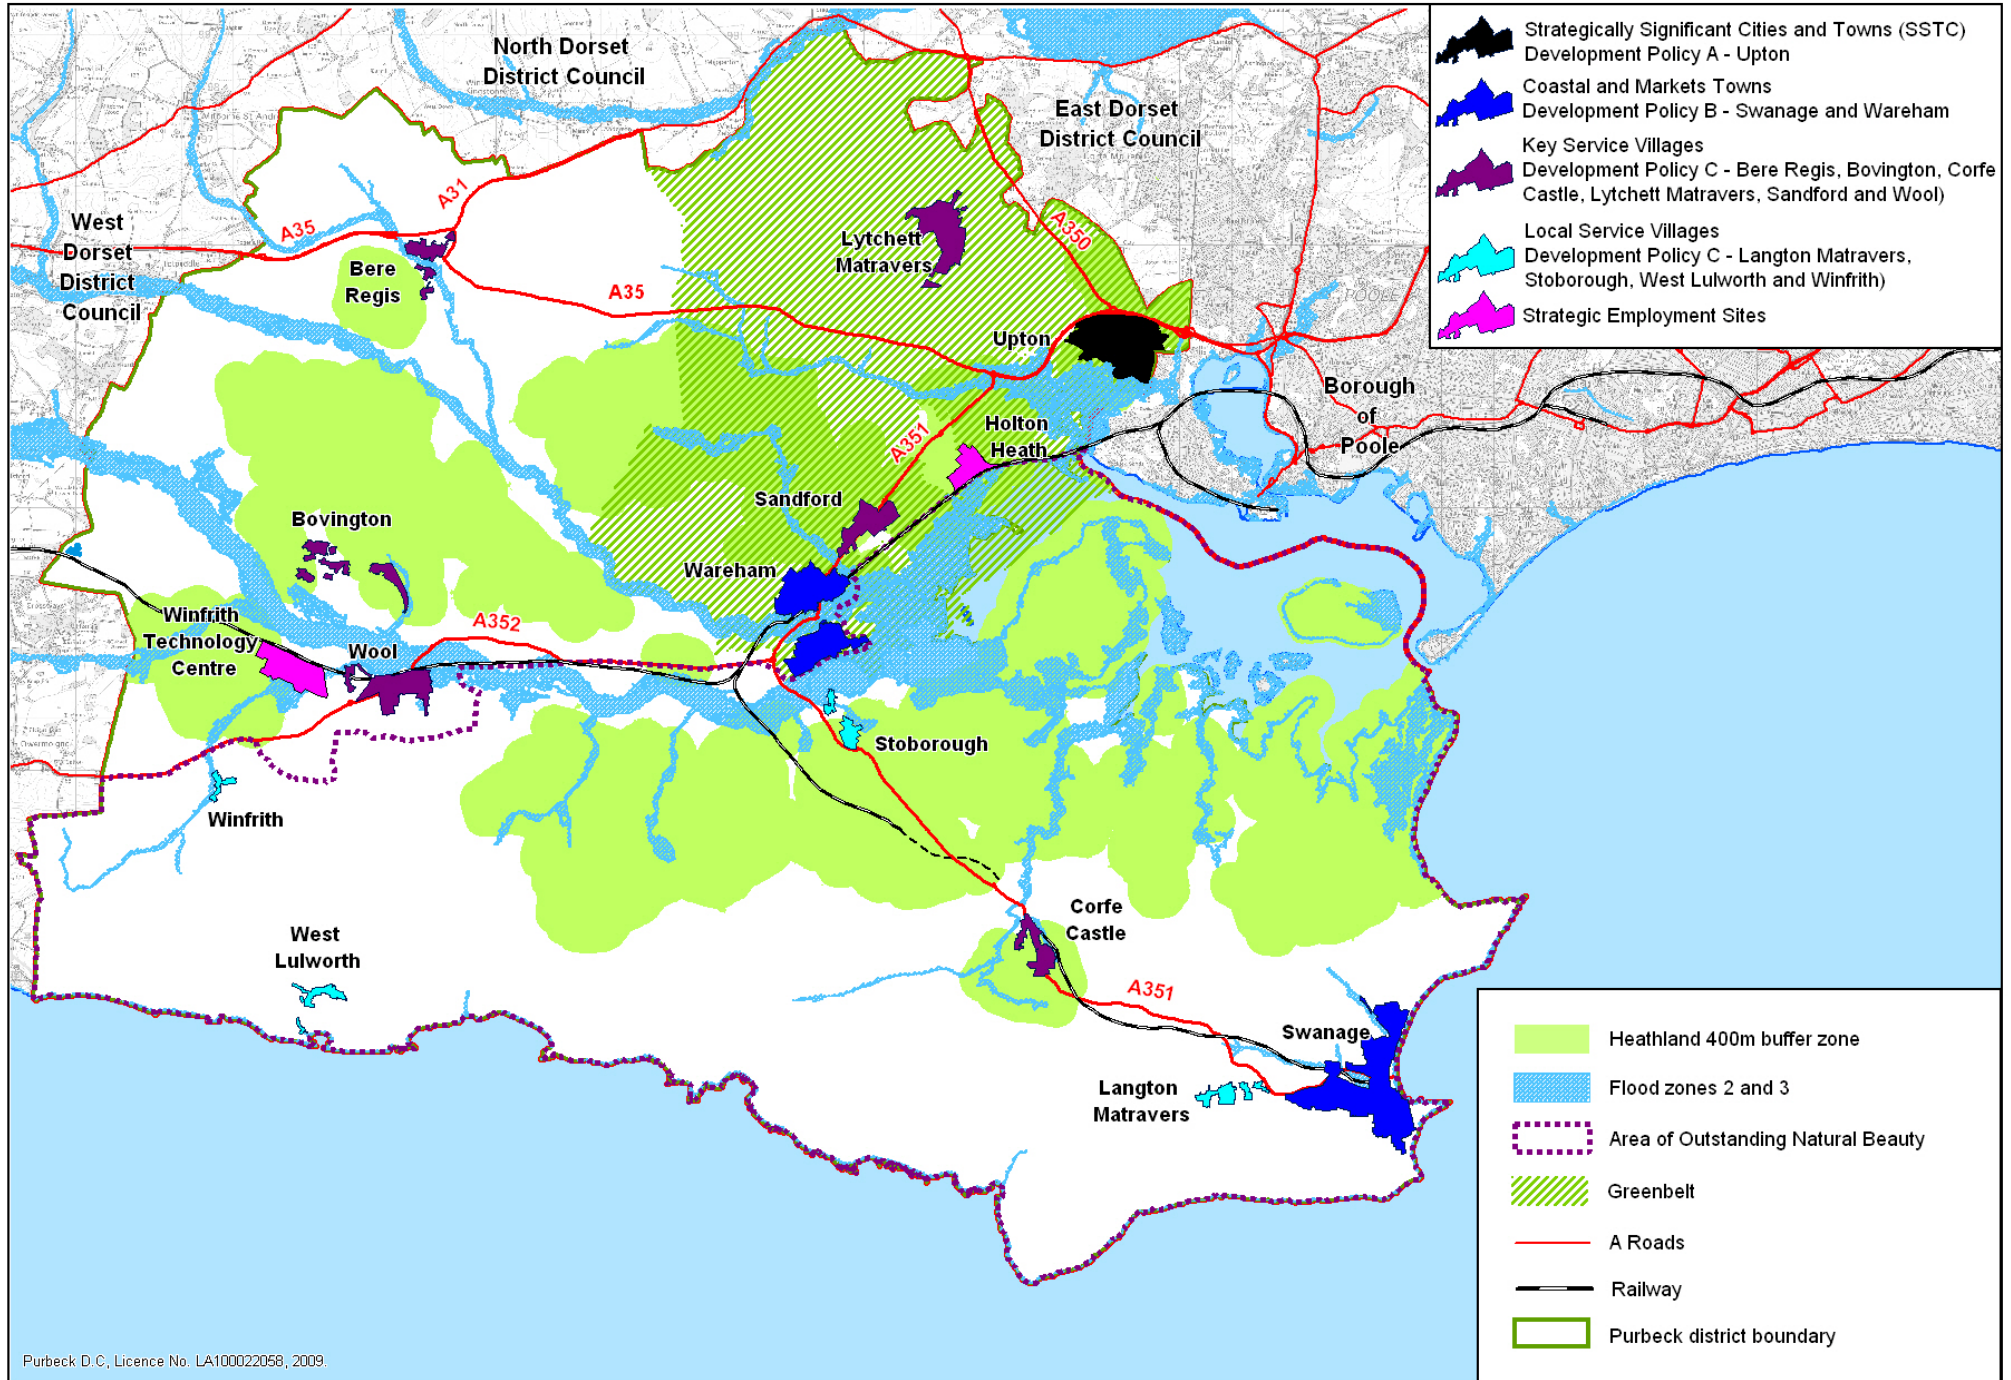 North Dorset
District Council
East Dorset
District Council
West
Dorset
District
Council
A31
A35
A350
Lytchett
Matravers
Bere
Regis
A35
Upton
Borough
of
Poole
POOLE
Holton
Heath
A351
Sandford
Bovington
Wareham
Winfrith
Technology
Centre
A352
Wool
Stoborough
Winfrith
Corfe
Castle
West
Lulworth
A351
Swanage
Langton
Matravers
Strategically Significant Cities and Towns (SSTC)
Development Policy A - Upton
Coastal and Markets Towns
Development Policy B - Swanage and Wareham
Key Service Villages
Development Policy C - Bere Regis, Bovington, Corfe
Castle, Lytchett Matravers, Sandford and Wool)
Local Service Villages
Development Policy C - Langton Matravers,
Stoborough, West Lulworth and Winfrith)
Strategic Employment Sites
Heathland 400m buffer zone
Flood zones 2 and 3
Area of Outstanding Natural Beauty
Greenbelt
A Roads
Railway
Purbeck district boundary
Purbeck D.C, Licence No. LA100022058, 2009.